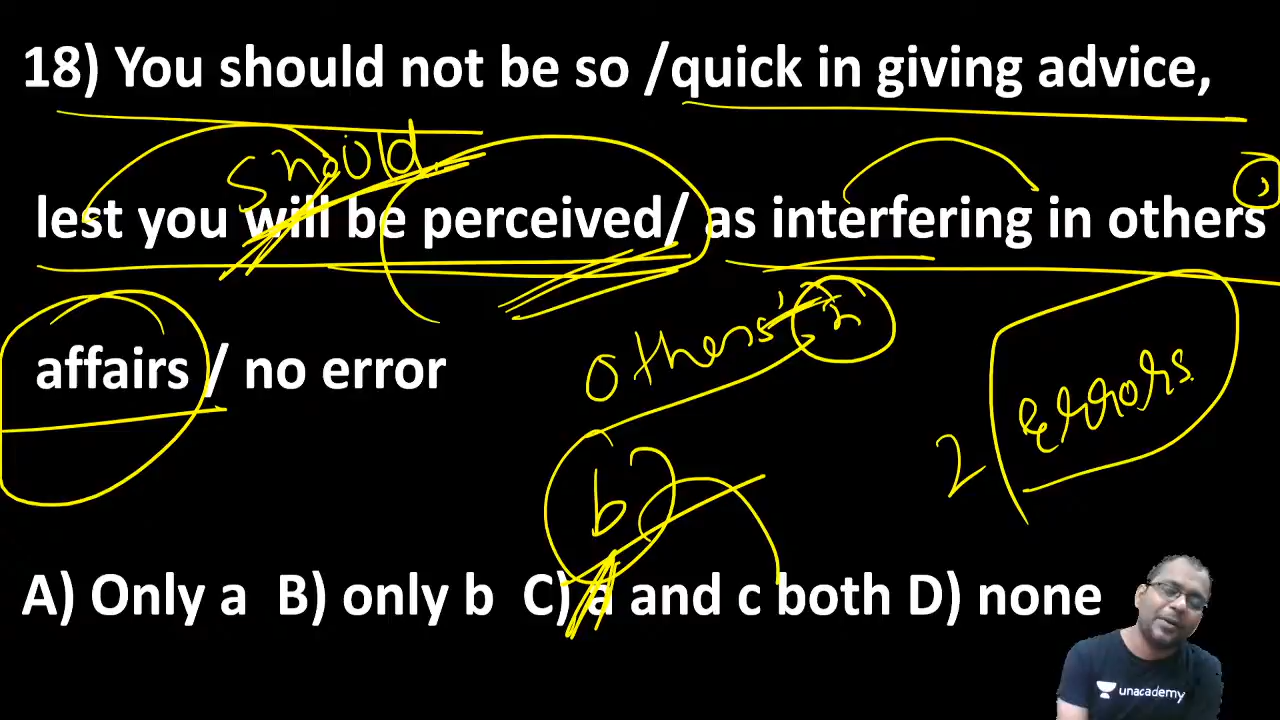 18) You should not be so /quick in giving advice,
should
lest you will be perceived/ as interfering in others
,
others'
2
affairs / no error
2 errors
b
A) Only a B) only b C) a and c both D) none
unacademy